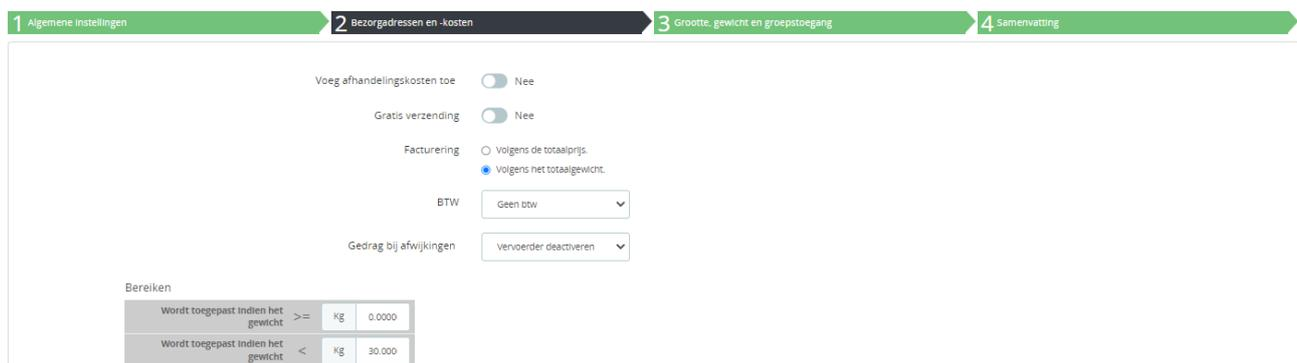 1 Algemene instellingen
2 Bezorgadressen en -kosten
3 Grootte, gewicht en groepstoegang
4 Samenvatting
Voeg afhandelingskosten toe Nee
Gratis verzending Nee
Facturering Volgens de totaalprijs.
Volgens het totaalgewicht.
BTW Geen btw
Gedrag bij afwijkingen Vervoerder deactiveren
Bereiken
Wordt toegepast indien het
gewicht >= Kg 0.0000
Wordt toegepast indien het
gewicht < Kg 30.000